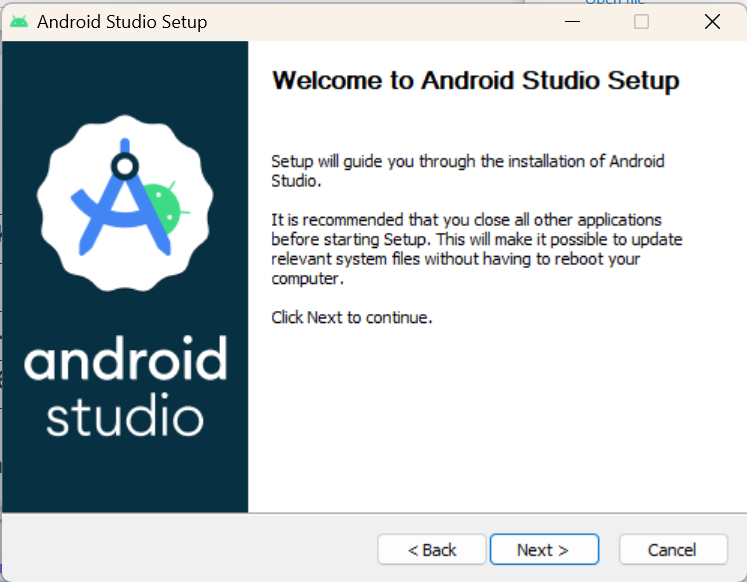 Open file
Android Studio Setup
Welcome to Android Studio Setup
Setup will guide you through the installation of Android
Studio.
It is recommended that you close all other applications
before starting Setup. This will make it possible to update
relevant system files without having to reboot your
computer.
Click Next to continue.
android
studio
< Back
Next >
Cancel